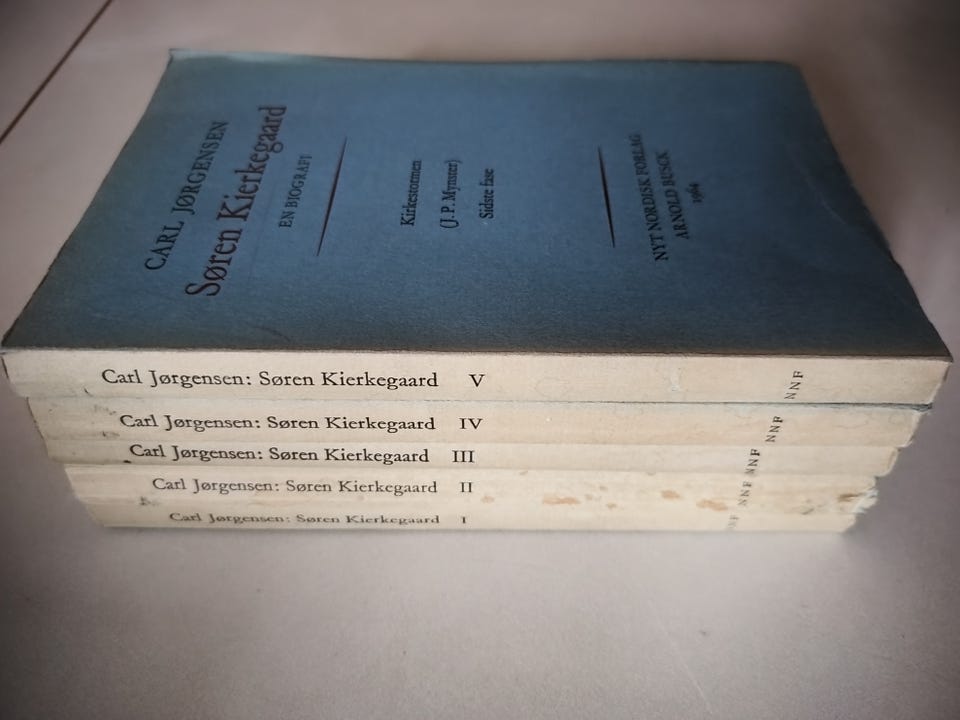 CARL JØRGENSEN
Søren Kierkegaard
EN BIOGRAFI
Kirkestormen
(J. P. Mynster)
Sidste fase
NYT NORDISK FORLAG
ARNOLD BUSCK
1964
Carl Jørgensen: Søren Kierkegaard V NNF
Carl Jørgensen: Søren Kierkegaard IV NNF
Carl Jørgensen: Søren Kierkegaard III NNF
Carl Jørgensen: Søren Kierkegaard II NNF
Carl Jørgensen: Søren Kierkegaard I NNF